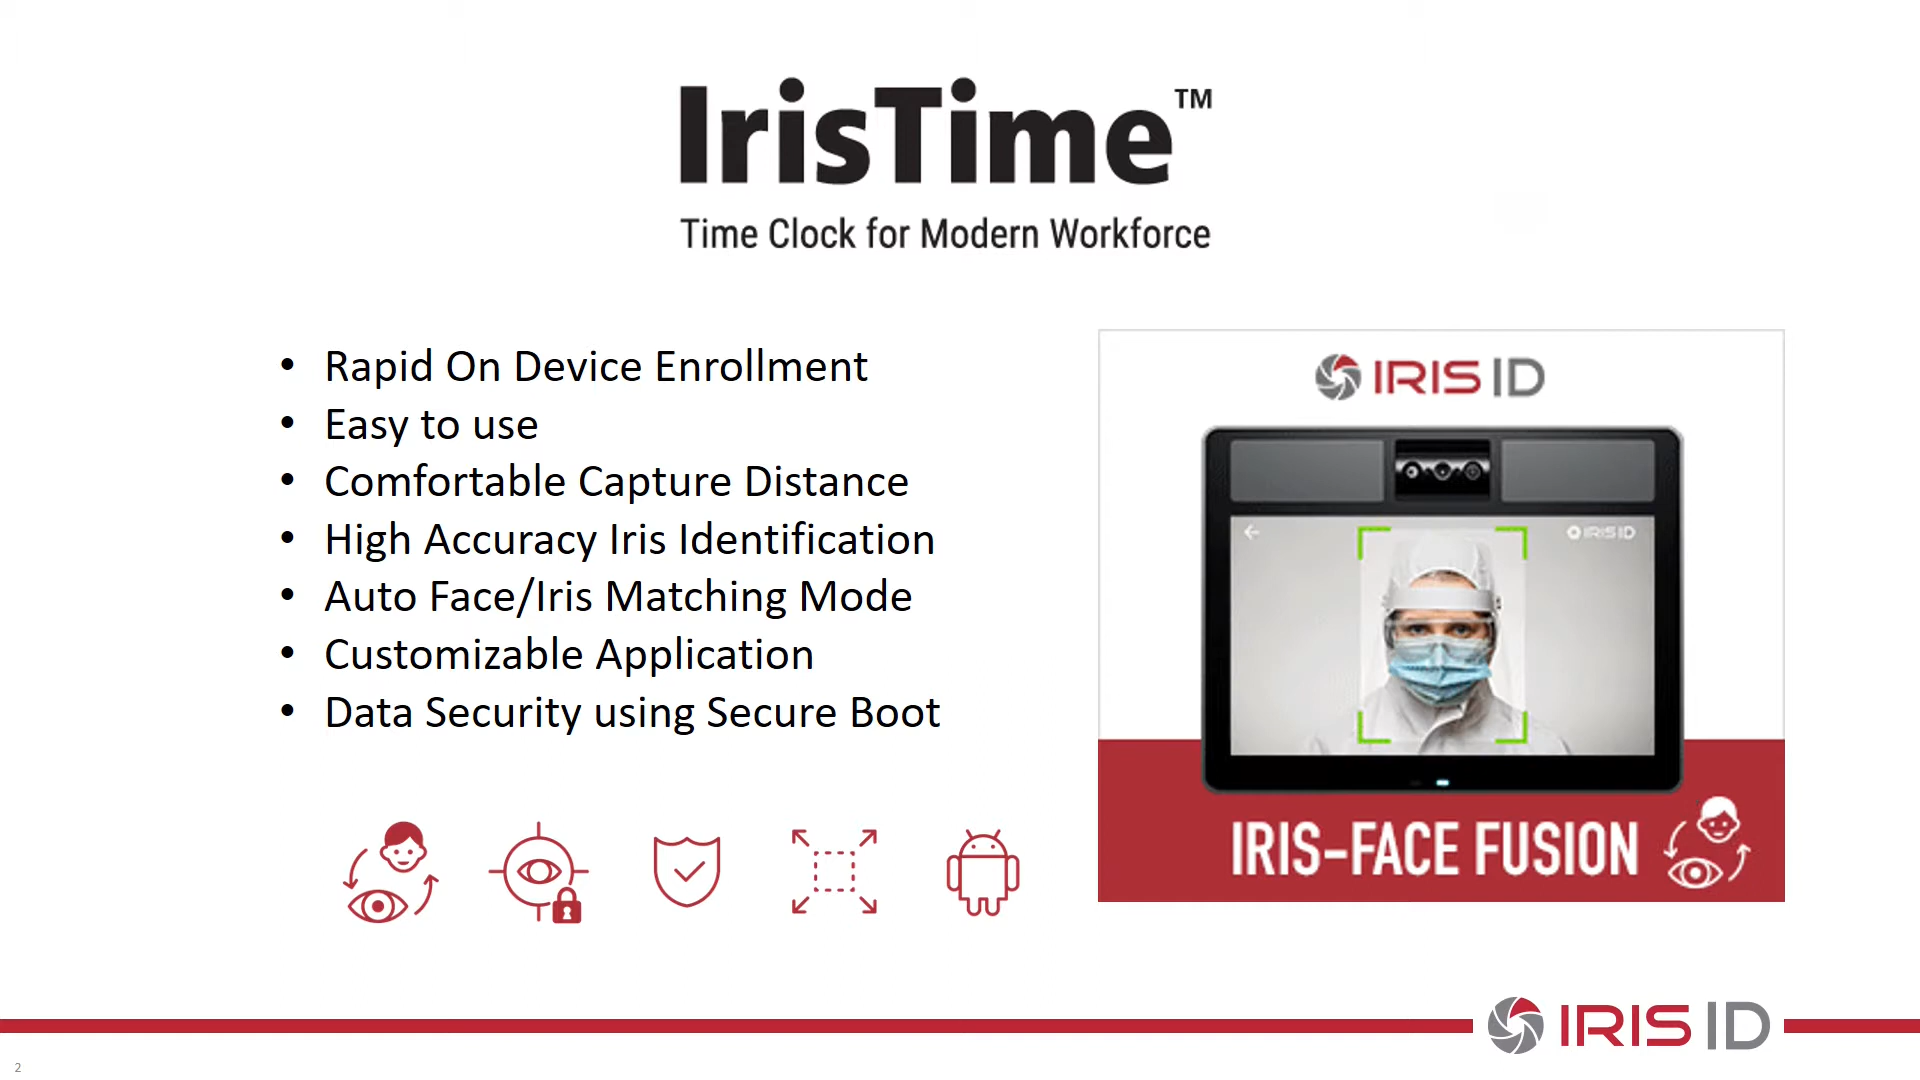 IrisTime™
Time Clock for Modern Workforce
• Rapid On Device Enrollment
• Easy to use
• Comfortable Capture Distance
• High Accuracy Iris Identification
• Auto Face/Iris Matching Mode
• Customizable Application
• Data Security using Secure Boot
IRIS ID
IRIS ID
IRIS-FACE FUSION
IRIS ID
2